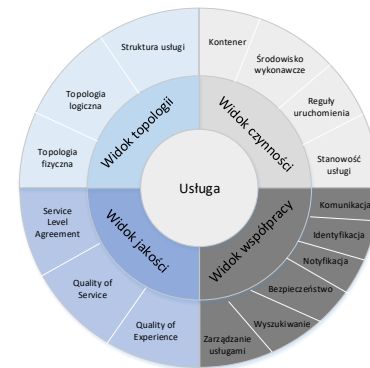 Struktura usługi
Topologia
logiczna
Topologia
fizyczna
Widok topologii
Kontener
Środowisko
wykonawcze
Reguły
uruchomienia
Stanowość
usługi
Widok czynności
Usługa
Service
Level
Agreement
Quality of
Service
Quality of
Experience
Widok jakości
Komunikacja
Identyfikacja
Notyfikacja
Bezpieczeństwo
Wyszukiwanie
Zarządzanie
usługami
Widok współpracy